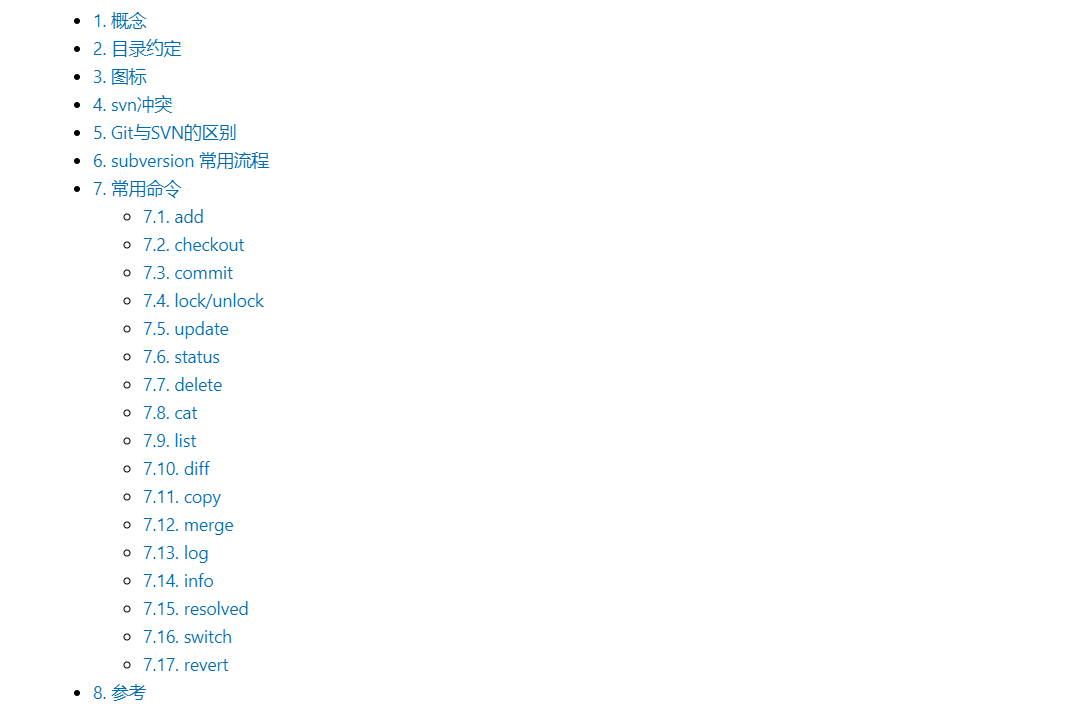 1. 概念
2. 目录约定
3. 图标
4. svn冲突
5. Git与SVN的区别
6. subversion 常用流程
7. 常用命令
7.1. add
7.2. checkout
7.3. commit
7.4. lock/unlock
7.5. update
7.6. status
7.7. delete
7.8. cat
7.9. list
7.10. diff
7.11. copy
7.12. merge
7.13. log
7.14. info
7.15. resolved
7.16. switch
7.17. revert
8. 参考